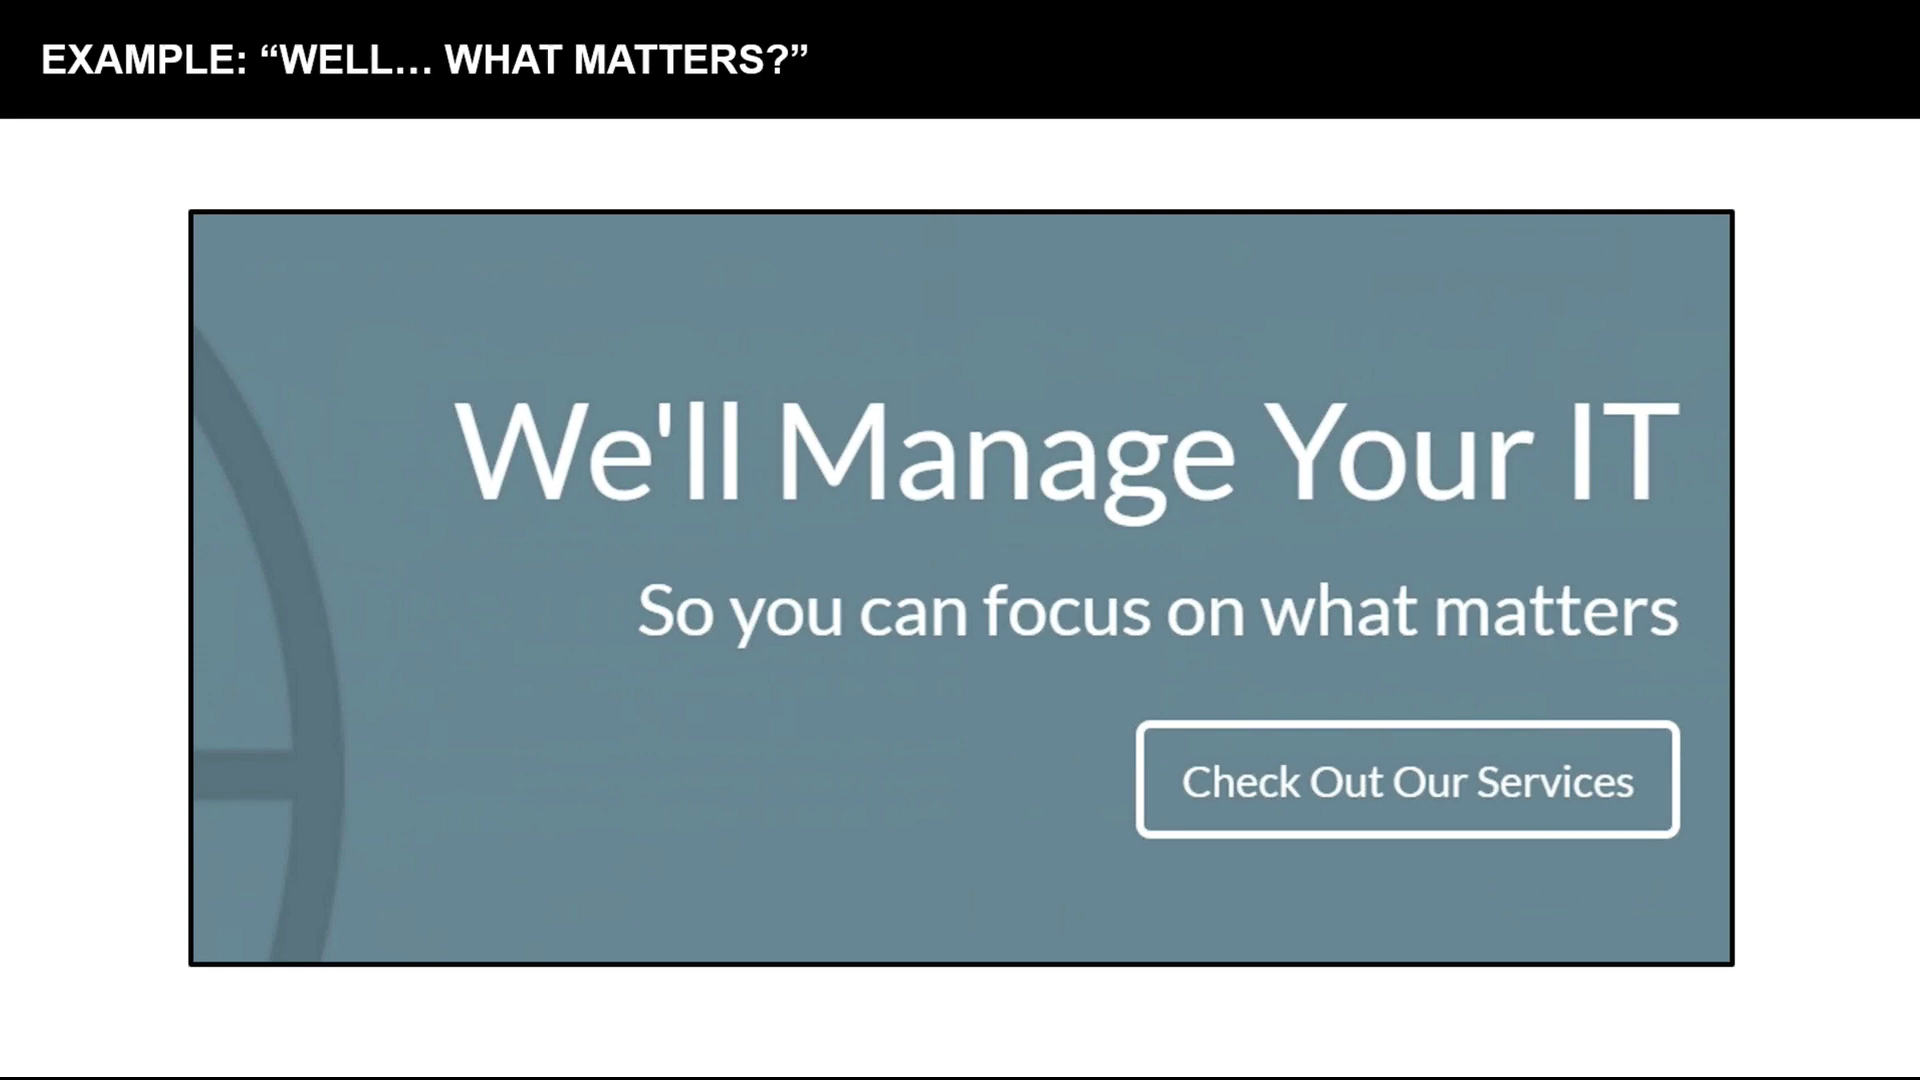 EXAMPLE: “WELL... WHAT MATTERS?”
We'll Manage Your IT
So you can focus on what matters
Check Out Our Services